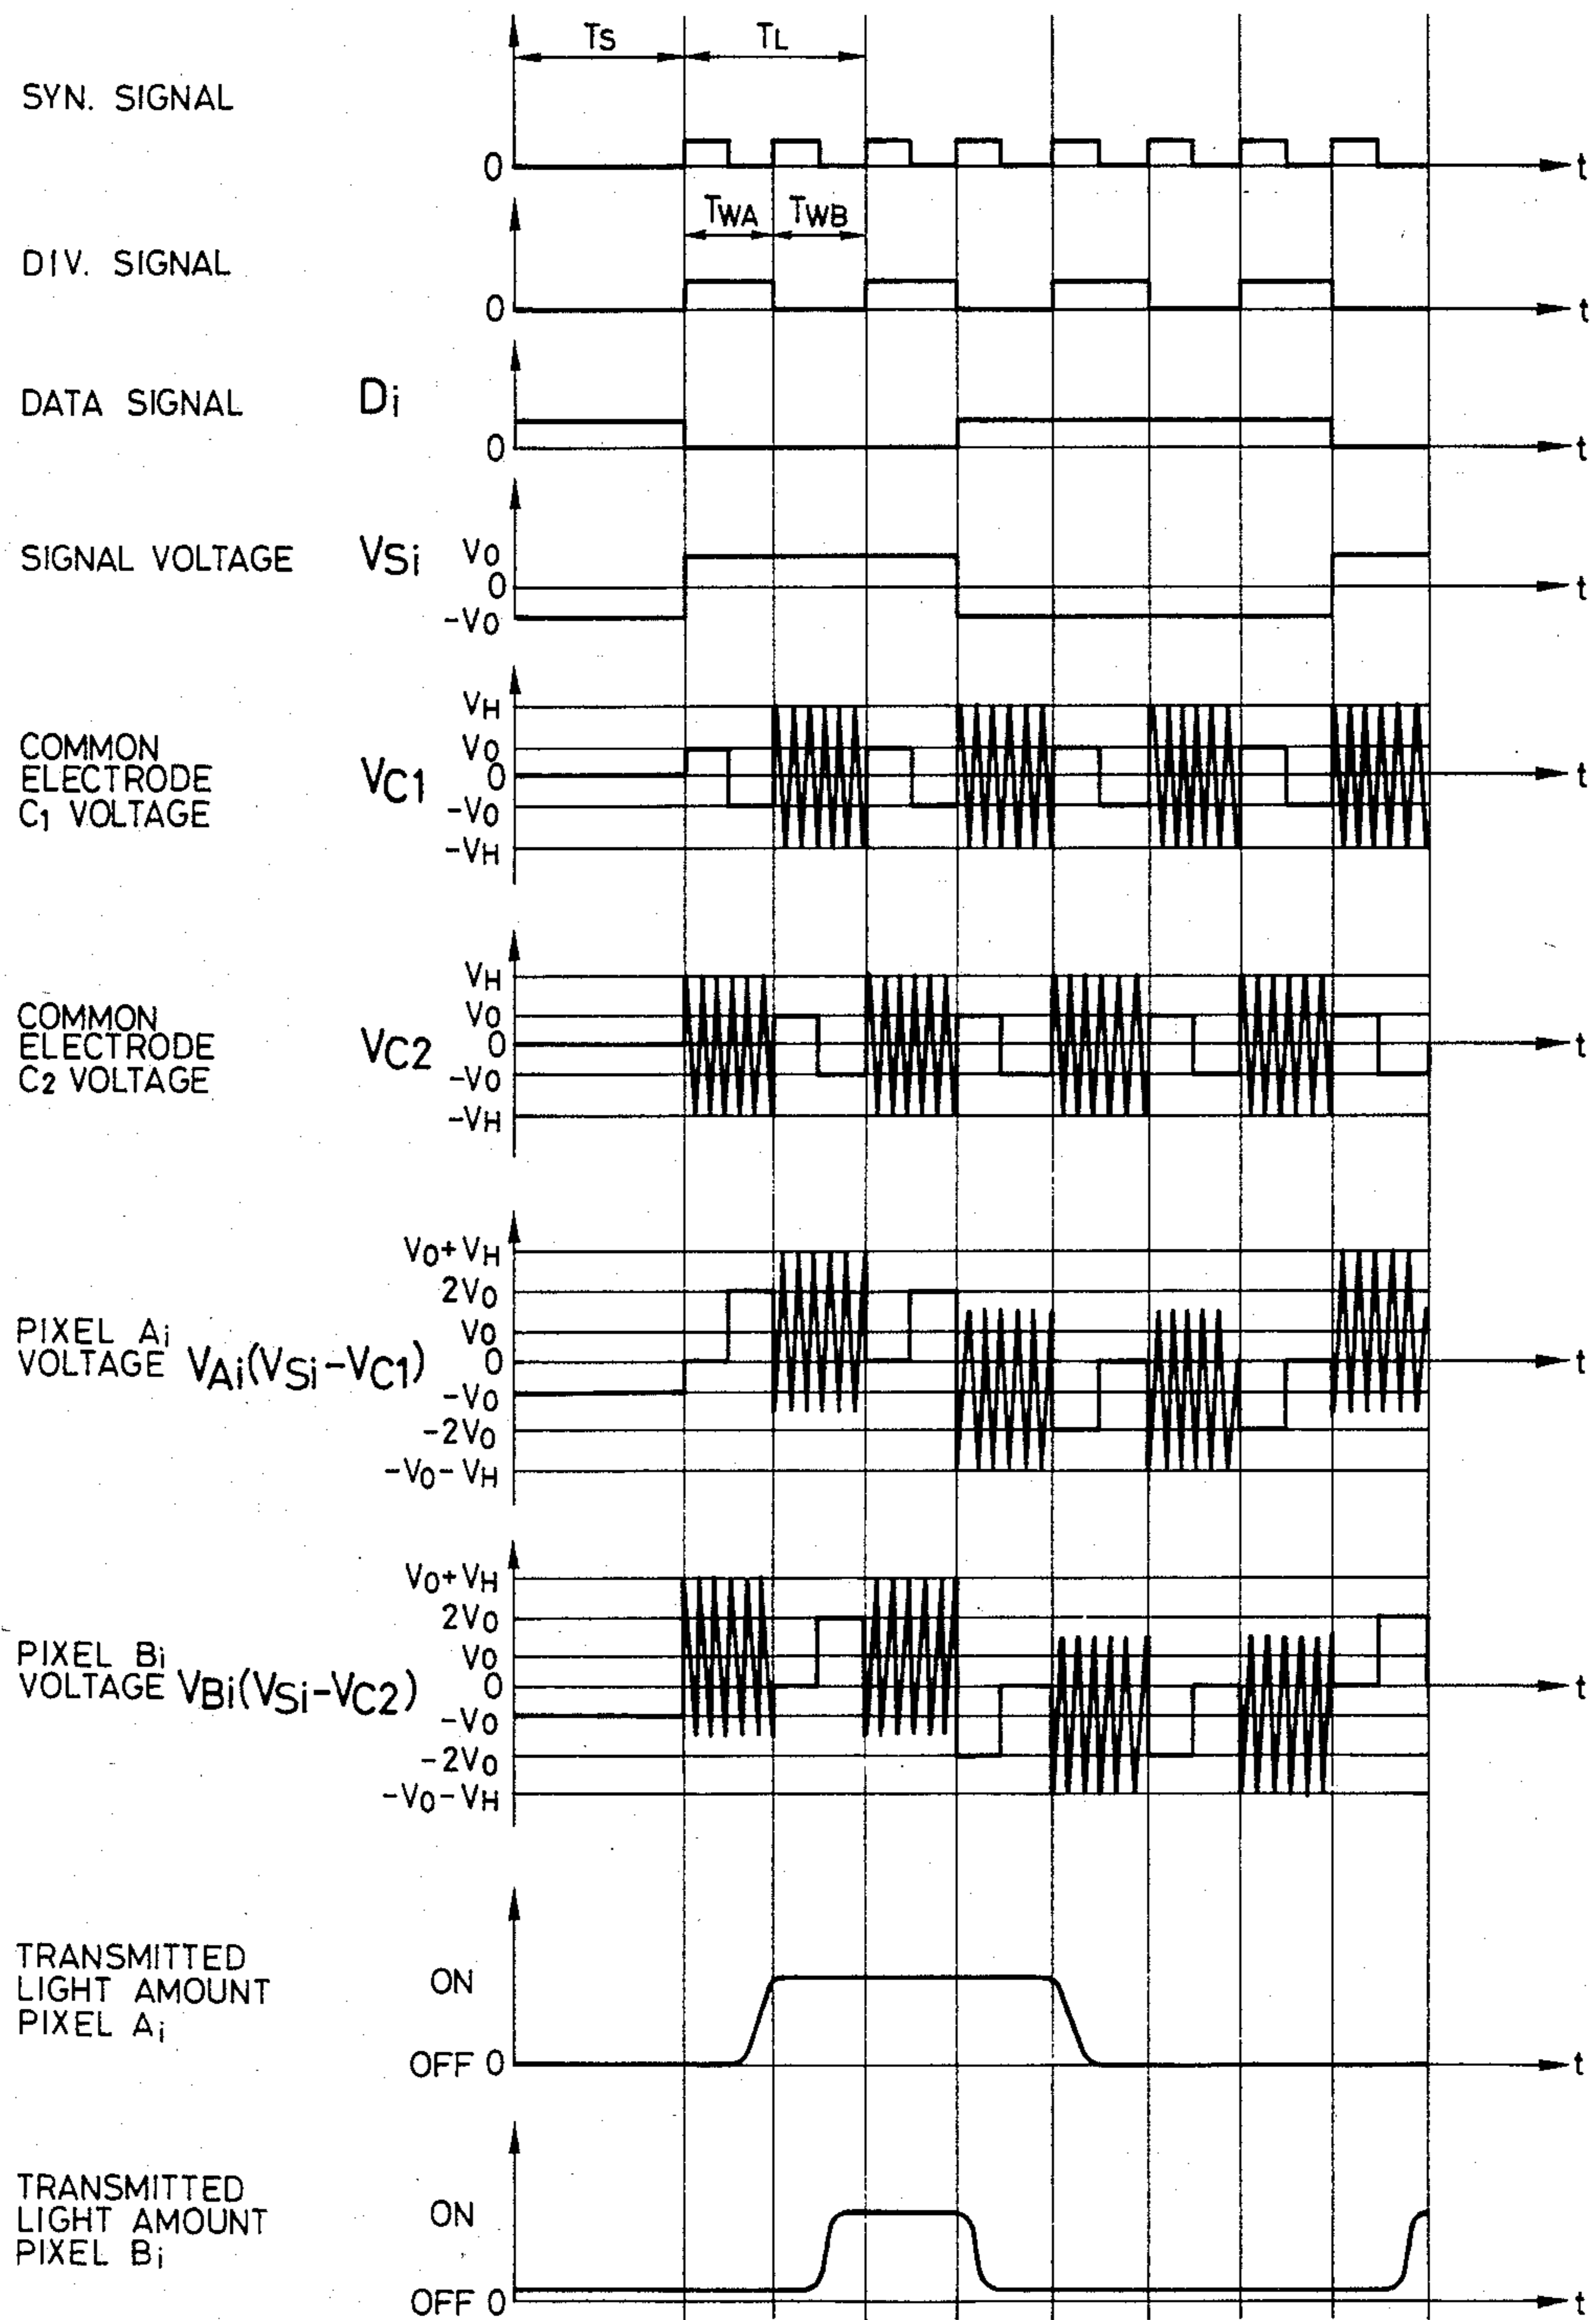 TS TL
SYN. SIGNAL
0 t
TWA TWB
DIV. SIGNAL
0 t
DATA SIGNAL Di
0 t
SIGNAL VOLTAGE VSi
V0
0 t
-V0
COMMON
ELECTRODE
C1 VOLTAGE
VC1
VH
V0
0 t
-V0
-VH
COMMON
ELECTRODE
C2 VOLTAGE
VC2
VH
V0
0 t
-V0
-VH
PIXEL Ai
VOLTAGE VAi(VSi-VC1)
V0+VH
2V0
V0
0 t
-V0
-2V0
-V0-VH
PIXEL Bi
VOLTAGE VBi(VSi-VC2)
V0+VH
2V0
V0
0 t
-V0
-2V0
-V0-VH
TRANSMITTED
LIGHT AMOUNT
PIXEL Ai
ON
OFF 0 t
TRANSMITTED
LIGHT AMOUNT
PIXEL Bi
ON
OFF 0 t